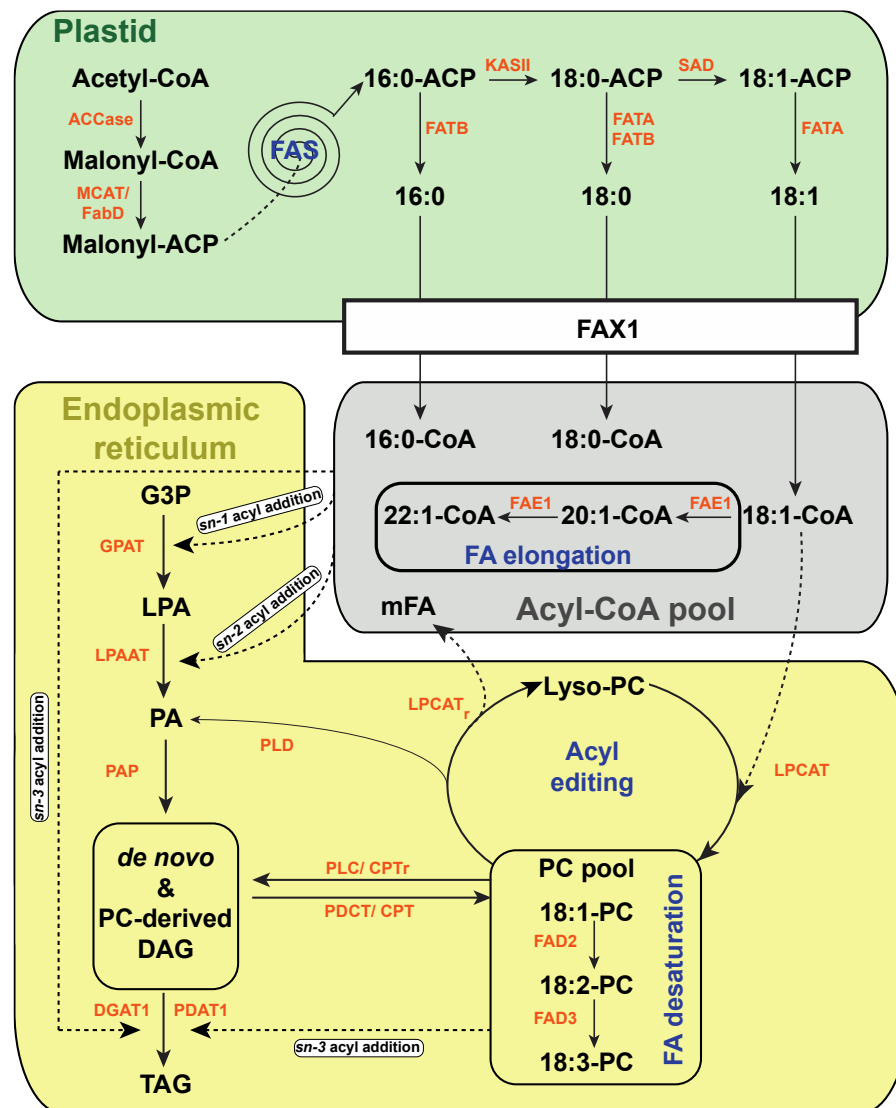 Plastid
Acetyl-CoA
ACCase
Malonyl-CoA
MCAT/
FabD
Malonyl-ACP
FAS
16:0-ACP
KASII
18:0-ACP
SAD
18:1-ACP
FATB
FATA
FATB
FATA
16:0
18:0
18:1
FAX1
Endoplasmic
reticulum
16:0-CoA
18:0-CoA
22:1-CoA
FAE1
20:1-CoA
FAE1
18:1-CoA
FA elongation
mFA
Acyl-CoA pool
G3P
sn-1 acyl addition
GPAT
LPA
sn-2 acyl addition
LPAAT
PA
PLD
PAP
sn-3 acyl addition
LPCATr
Lyso-PC
Acyl
editing
LPCAT
de novo
&
PC-derived
DAG
PLC/ CPTr
PDCT/ CPT
PC pool
18:1-PC
FAD2
18:2-PC
FAD3
18:3-PC
FA desaturation
DGAT1
PDAT1
sn-3 acyl addition
TAG